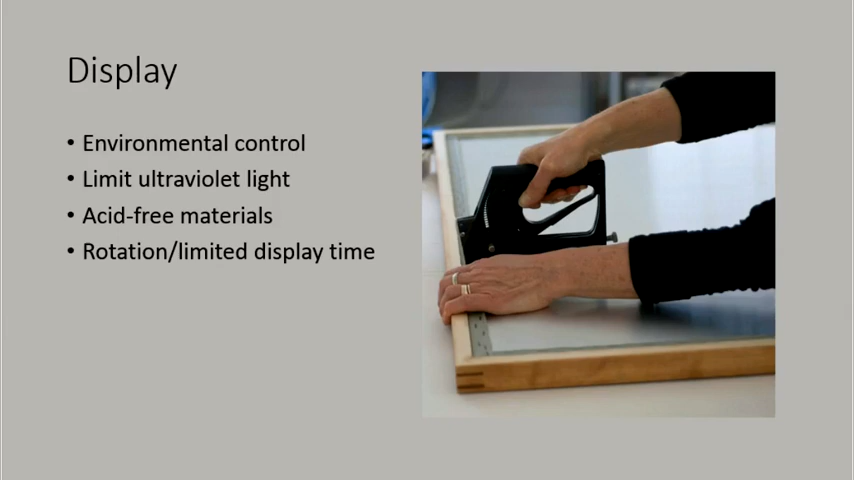 Display
• Environmental control
• Limit ultraviolet light
• Acid-free materials
• Rotation/limited display time